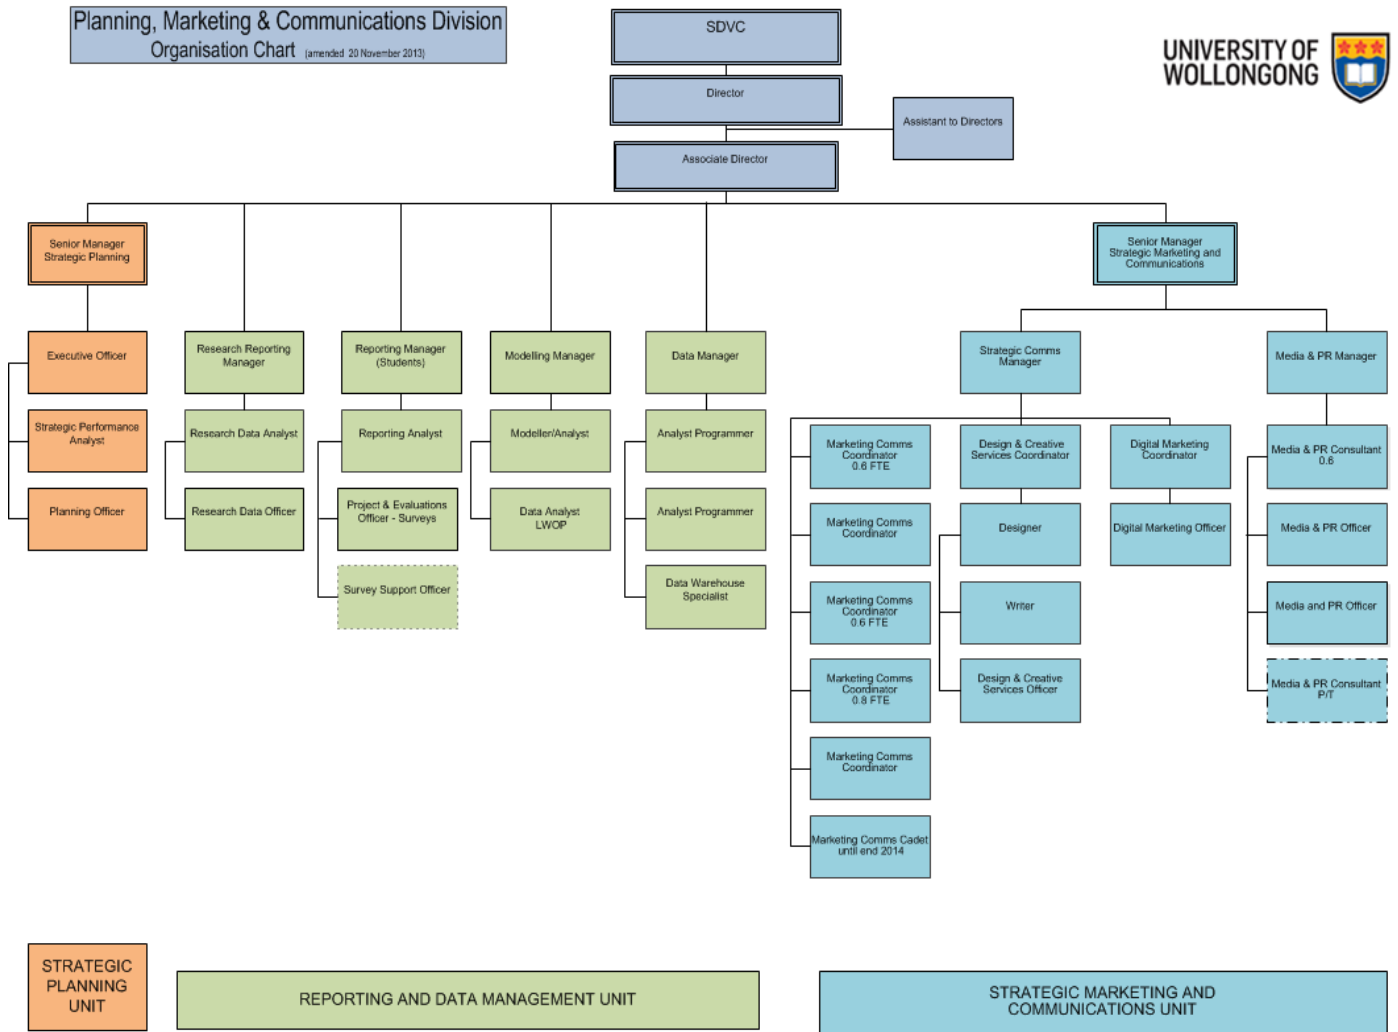 Planning, Marketing & Communications Division
Organisation Chart (amended 20 November 2013)
SDVC
UNIVERSITY OF
WOLLONGONG
Director
Assistant to Directors
Associate Director
Senior Manager
Strategic Planning
Senior Manager
Strategic Marketing and
Communications
Executive Officer
Research Reporting
Manager
Reporting Manager
(Students)
Modelling Manager
Data Manager
Strategic Comms
Manager
Media & PR Manager
Strategic Performance
Analyst
Research Data Analyst
Reporting Analyst
Modeller/Analyst
Analyst Programmer
Marketing Comms
Coordinator
0.6 FTE
Design & Creative
Services Coordinator
Digital Marketing
Coordinator
Media & PR Consultant
0.6
Planning Officer
Research Data Officer
Project & Evaluations
Officer - Surveys
Data Analyst
LWOP
Analyst Programmer
Marketing Comms
Coordinator
Designer
Digital Marketing Officer
Media & PR Officer
Survey Support Officer
Data Warehouse
Specialist
Marketing Comms
Coordinator
0.6 FTE
Writer
Media and PR Officer
Marketing Comms
Coordinator
0.8 FTE
Design & Creative
Services Officer
Media & PR Consultant
P/T
Marketing Comms
Coordinator
Marketing Comms Cadet
until end 2014
STRATEGIC
PLANNING
UNIT
REPORTING AND DATA MANAGEMENT UNIT
STRATEGIC MARKETING AND
COMMUNICATIONS UNIT